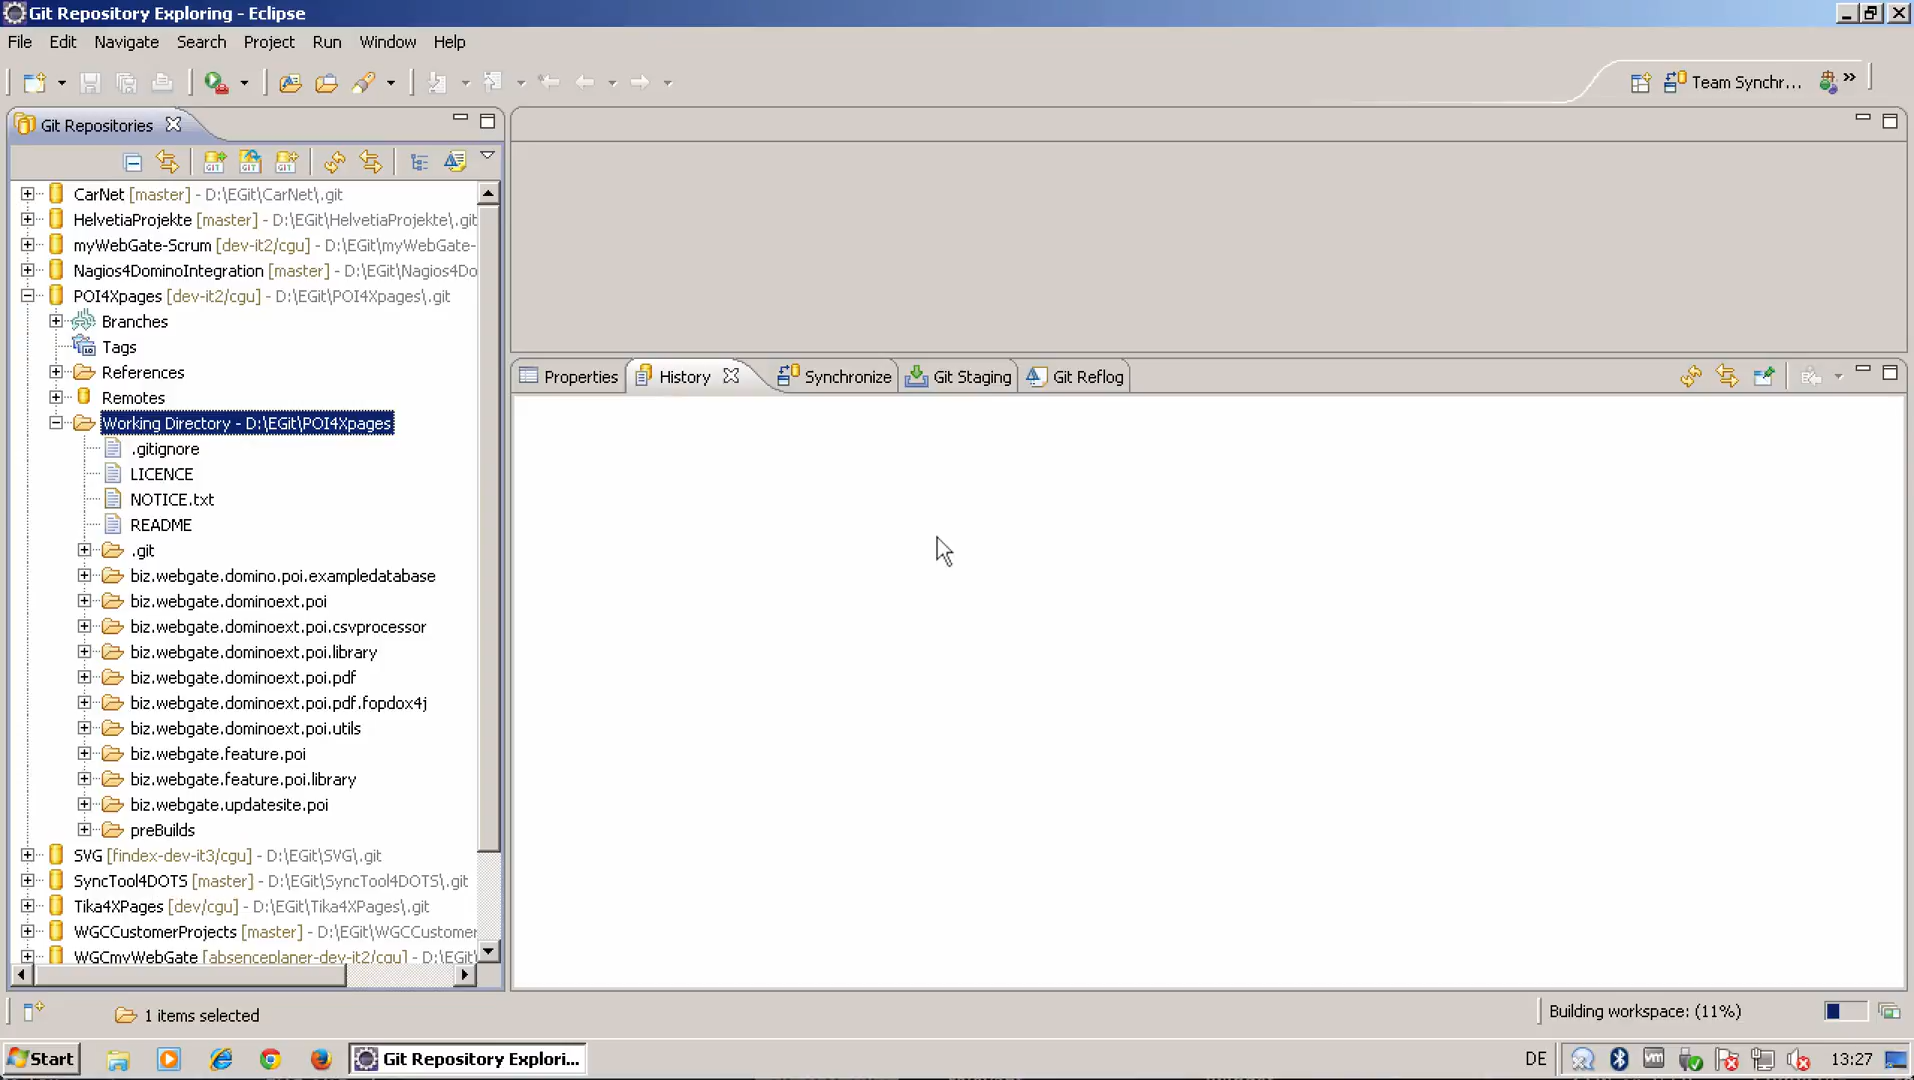 Git Repository Exploring - Eclipse
File Edit Navigate Search Project Run Window Help
Team Synchr... »
Git Repositories
CarNet [master] - D:\EGit\CarNet\.git
HelvetiaProjekte [master] - D:\EGit\HelvetiaProjekte\.git
myWebGate-Scrum [dev-it2/cgu] - D:\EGit\myWebGate-
Nagios4DominoIntegration [master] - D:\EGit\Nagios4Do
POI4Xpages [dev-it2/cgu] - D:\EGit\POI4Xpages\.git
Branches
Tags
References
Remotes
Working Directory - D:\EGit\POI4Xpages
.gitignore
LICENCE
NOTICE.txt
README
.git
biz.webgate.domino.poi.exampledatabase
biz.webgate.dominoext.poi
biz.webgate.dominoext.poi.csvprocessor
biz.webgate.dominoext.poi.library
biz.webgate.dominoext.poi.pdf
biz.webgate.dominoext.poi.pdf.fopdox4j
biz.webgate.dominoext.poi.utils
biz.webgate.feature.poi
biz.webgate.feature.poi.library
biz.webgate.updatesite.poi
preBuilds
SVG [findex-dev-it3/cgu] - D:\EGit\SVG\.git
SyncTool4DOTS [master] - D:\EGit\SyncTool4DOTS\.git
Tika4XPages [dev/cgu] - D:\EGit\Tika4XPages\.git
WGCCustomerProjects [master] - D:\EGit\WGCCustomer
WGCmyWebGate [absenceplaner-dev-it2/cgu] - D:\EGit\
Properties History Synchronize Git Staging Git Reflog
1 items selected
Building workspace: (11%)
Start Git Repository Explori... DE 13:27